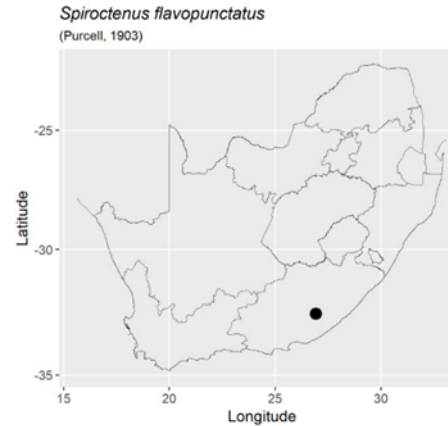 Spiroctenus flavopunctatus
(Purcell, 1903)
-25
-30
-35
Latitude
15
20
25
30
Longitude